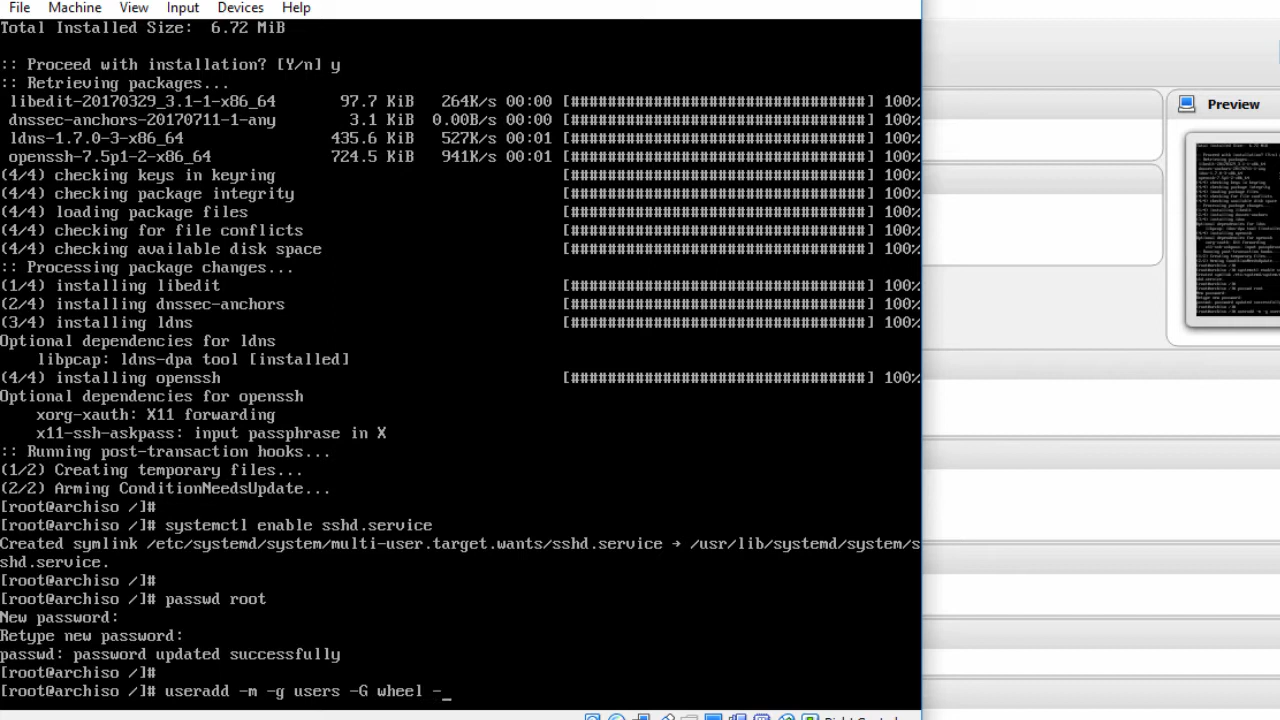 File Machine View Input Devices Help
Total Installed Size:  6.72 MiB
:: Proceed with installation? [Y/n] y
:: Retrieving packages...
libedit-20170329_3.1-1-x86_64 97.7 KiB 264K/s 00:00 [################################] 100%
dnssec-anchors-20170711-1-any 3.1 KiB 0.00B/s 00:00 [################################] 100%
ldns-1.7.0-3-x86_64 435.6 KiB 527K/s 00:01 [################################] 100%
openssh-7.5p1-2-x86_64 724.5 KiB 941K/s 00:01 [################################] 100%
(4/4) checking keys in keyring [################################] 100%
(4/4) checking package integrity [################################] 100%
(4/4) loading package files [################################] 100%
(4/4) checking for file conflicts [################################] 100%
(4/4) checking available disk space [################################] 100%
:: Processing package changes...
(1/4) installing libedit [################################] 100%
(2/4) installing dnssec-anchors [################################] 100%
(3/4) installing ldns [################################] 100%
Optional dependencies for ldns
libpcap: ldns-dpa tool [installed]
(4/4) installing openssh [################################] 100%
Optional dependencies for openssh
xorg-xauth: X11 forwarding
x11-ssh-askpass: input passphrase in X
:: Running post-transaction hooks...
(1/2) Creating temporary files...
(2/2) Arming ConditionNeedsUpdate...
[root@archiso /]#
[root@archiso /]# systemctl enable sshd.service
Created symlink /etc/systemd/system/multi-user.target.wants/sshd.service → /usr/lib/systemd/system/s
shd.service.
[root@archiso /]#
[root@archiso /]# passwd root
New password:
Retype new password:
passwd: password updated successfully
[root@archiso /]#
[root@archiso /]# useradd -m -g users -G wheel -_
Preview